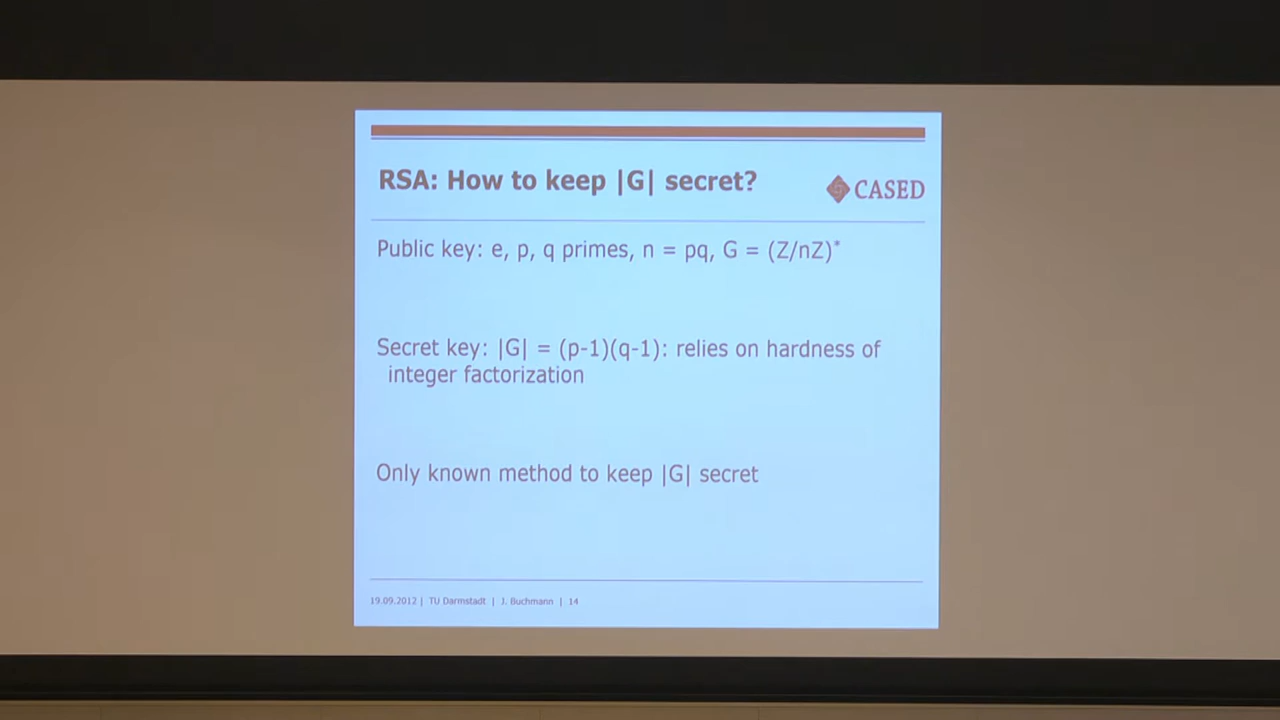 RSA: How to keep |G| secret?
CASED
Public key: e, p, q primes, n = pq, G = (Z/nZ)*
Secret key: |G| = (p-1)(q-1): relies on hardness of
integer factorization
Only known method to keep |G| secret
19.09.2012 | TU Darmstadt | J. Buchmann | 14